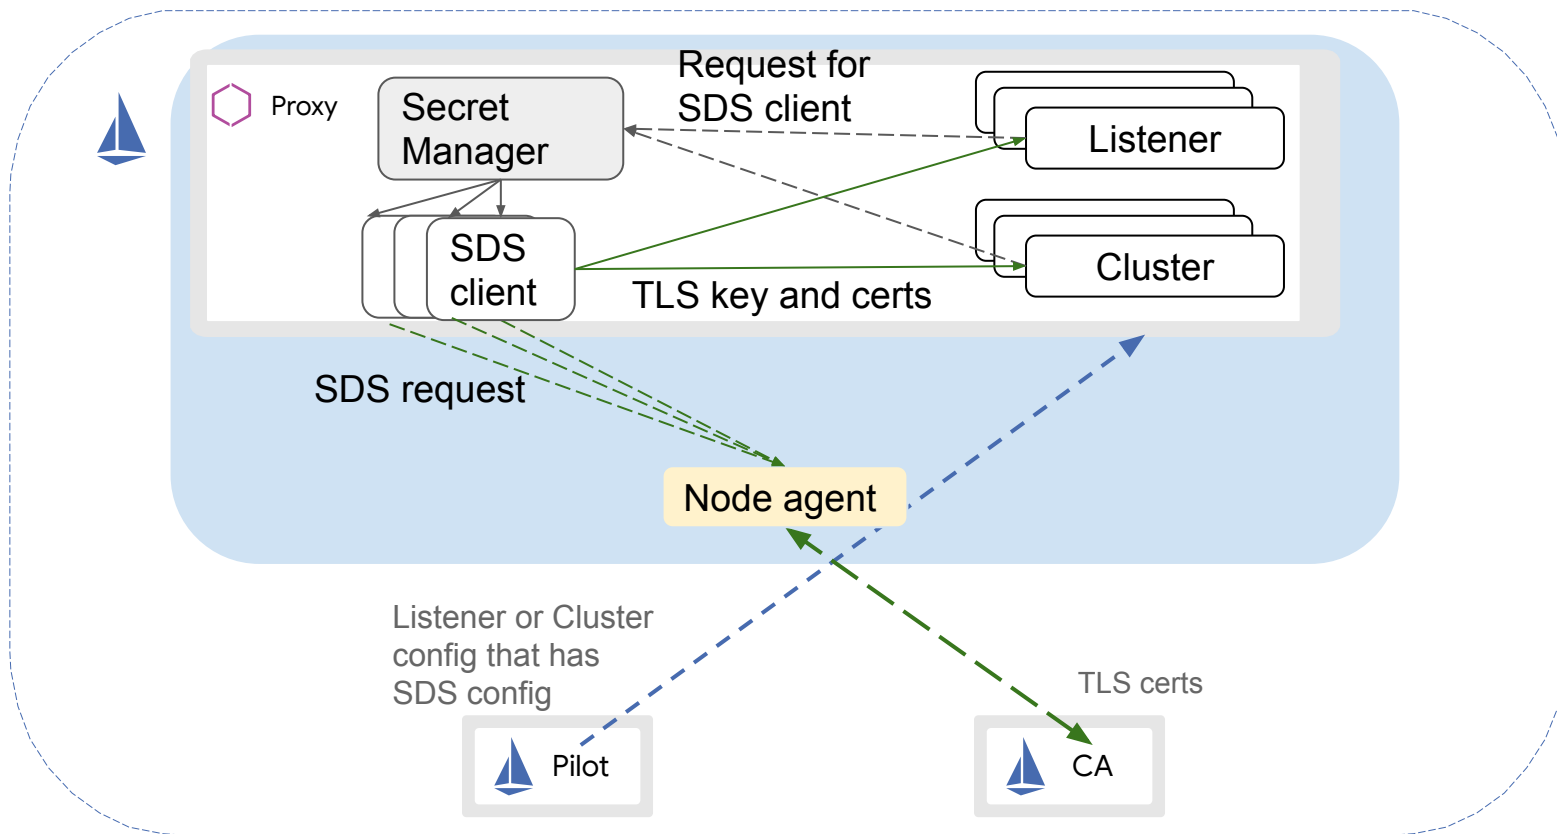 Proxy
Secret
Manager
Request for
SDS client
Listener
SDS
client
Cluster
TLS key and certs
SDS request
Node agent
Listener or Cluster
config that has
SDS config
TLS certs
Pilot
CA